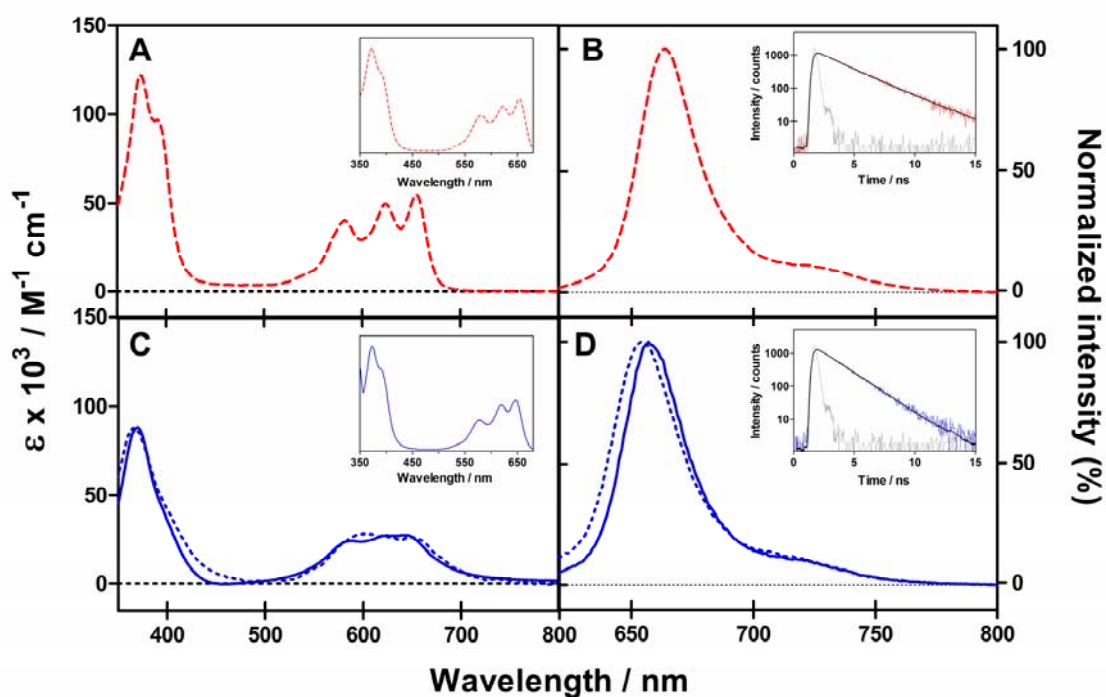 ε x 10³ / M⁻¹ cm⁻¹
150
100
50
0
A
350 450 550 650
Wavelength / nm
B
Intensity / counts
1000
100
10
0 5 10 15
Time / ns
100
50
0
150
100
50
0
C
350 450 550 650
Wavelength / nm
D
Intensity / counts
1000
100
10
0 5 10 15
Time / ns
100
50
0
Normalized intensity (%)
400 500 600 700 800
650 700 750 800
Wavelength / nm